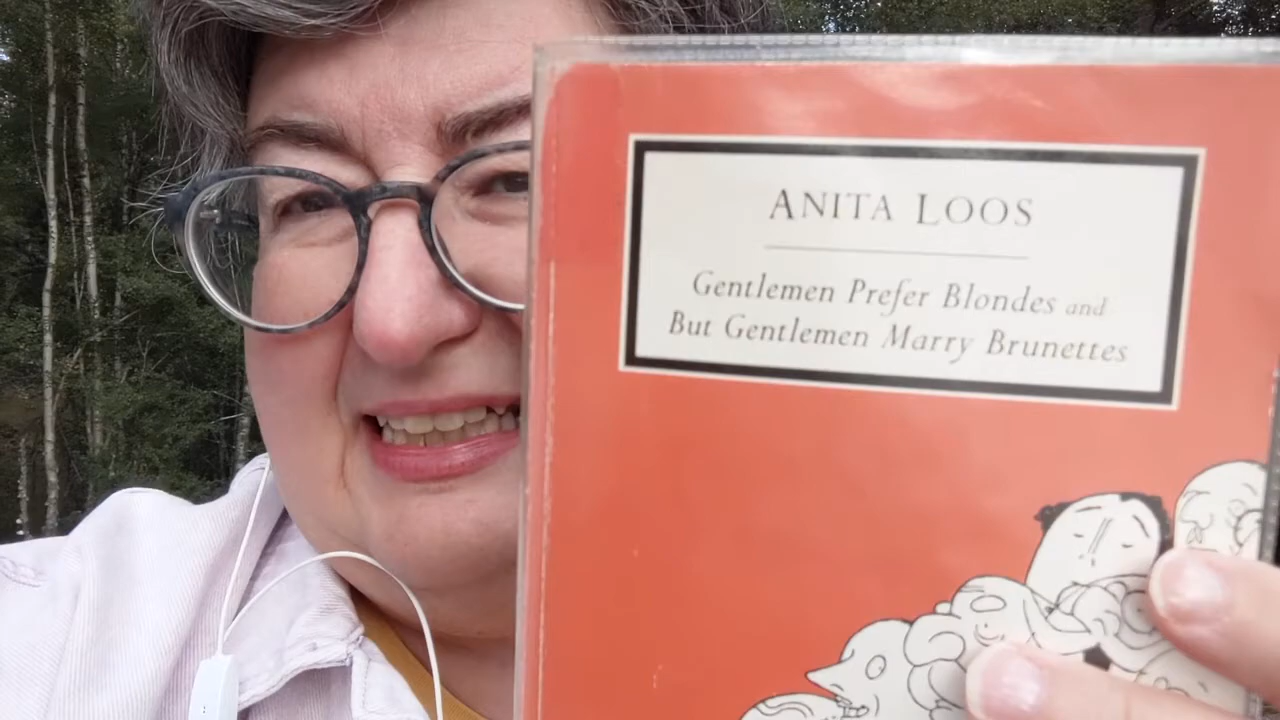 ANITA LOOS
Gentlemen Prefer Blondes and
But Gentlemen Marry Brunettes